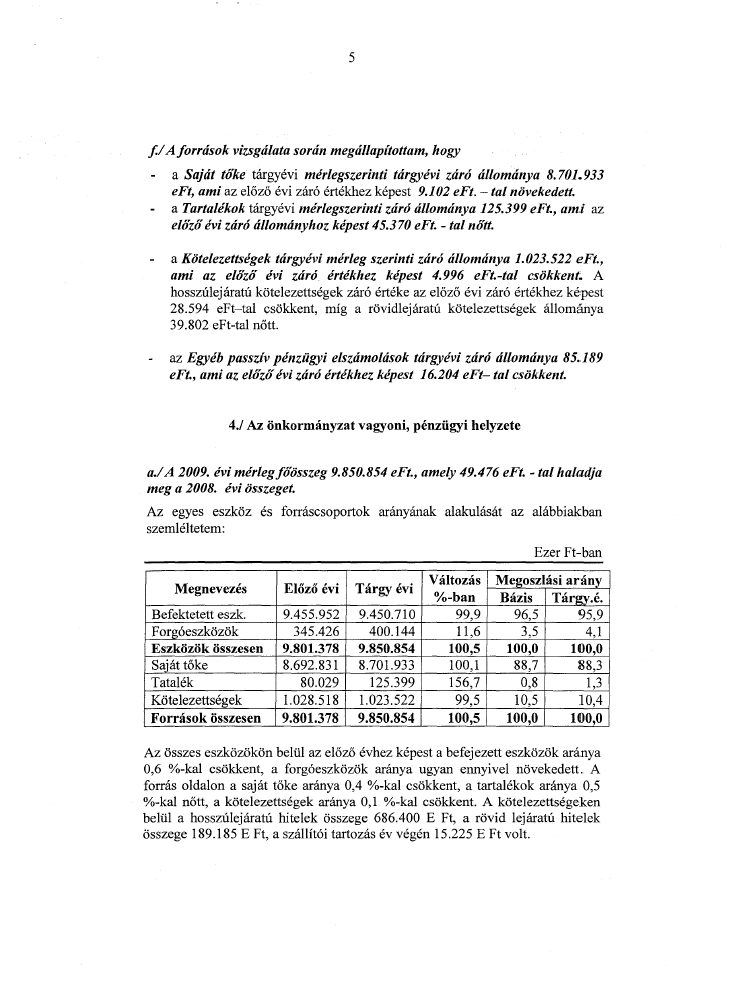 5
f./ A források vizsgálata során megállapítottam, hogy
- a Saját tőke tárgyévi mérlegszerinti tárgyévi záró állománya 8.701.933
eFt, ami az előző évi záró értékhez képest 9.102 eFt. – tal növekedett.
- a Tartalékok tárgyévi mérlegszerinti záró állománya 125.399 eFt., ami az
előző évi záró állományhoz képest 45.370 eFt. - tal nőtt.
- a Kötelezettségek tárgyévi mérleg szerinti záró állománya 1.023.522 eFt.,
ami az előző évi záró értékhez képest 4.996 eFt.-tal csökkent. A
hosszúlejáratú kötelezettségek záró értéke az előző évi záró értékhez képest
28.594 eFt–tal csökkent, míg a rövidlejáratú kötelezettségek állománya
39.802 eFt-tal nőtt.
- az Egyéb passzív pénzügyi elszámolások tárgyévi záró állománya 85.189
eFt., ami az előző évi záró értékhez képest 16.204 eFt– tal csökkent.
4./ Az önkormányzat vagyoni, pénzügyi helyzete
a./ A 2009. évi mérleg főösszeg 9.850.854 eFt., amely 49.476 eFt. - tal haladja
meg a 2008. évi összeget.
Az egyes eszköz és forráscsoportok arányának alakulását az alábbiakban
szemléltetem:
Ezer Ft-ban
Megnevezés Előző évi Tárgy évi Változás %-ban Megoszlási arány
Bázis Tárgy.é.
Befektetett eszk. 9.455.952 9.450.710 99,9 96,5 95,9
Forgóeszközök 345.426 400.144 11,6 3,5 4,1
Eszközök összesen 9.801.378 9.850.854 100,5 100,0 100,0
Saját tőke 8.692.831 8.701.933 100,1 88,7 88,3
Tatalék 80.029 125.399 156,7 0,8 1,3
Kötelezettségek 1.028.518 1.023.522 99,5 10,5 10,4
Források összesen 9.801.378 9.850.854 100,5 100,0 100,0
Az összes eszközökön belül az előző évhez képest a befejezett eszközök aránya
0,6 %-kal csökkent, a forgóeszközök aránya ugyan ennyivel növekedett. A
forrás oldalon a saját tőke aránya 0,4 %-kal csökkent, a tartalékok aránya 0,5
%-kal nőtt, a kötelezettségek aránya 0,1 %-kal csökkent. A kötelezettségeken
belül a hosszúlejáratú hitelek összege 686.400 E Ft, a rövid lejáratú hitelek
összege 189.185 E Ft, a szállítói tartozás év végén 15.225 E Ft volt.